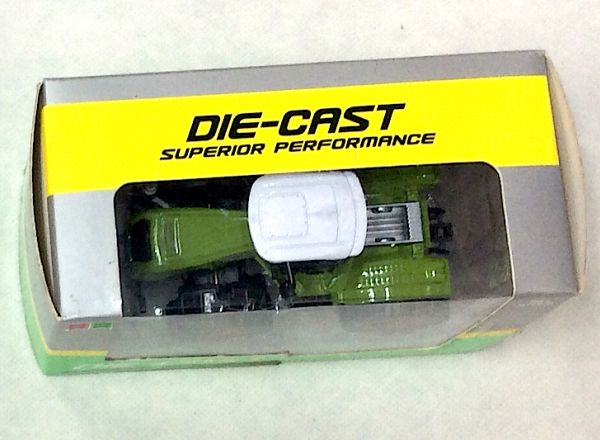 DIE-CAST
SUPERIOR PERFORMANCE